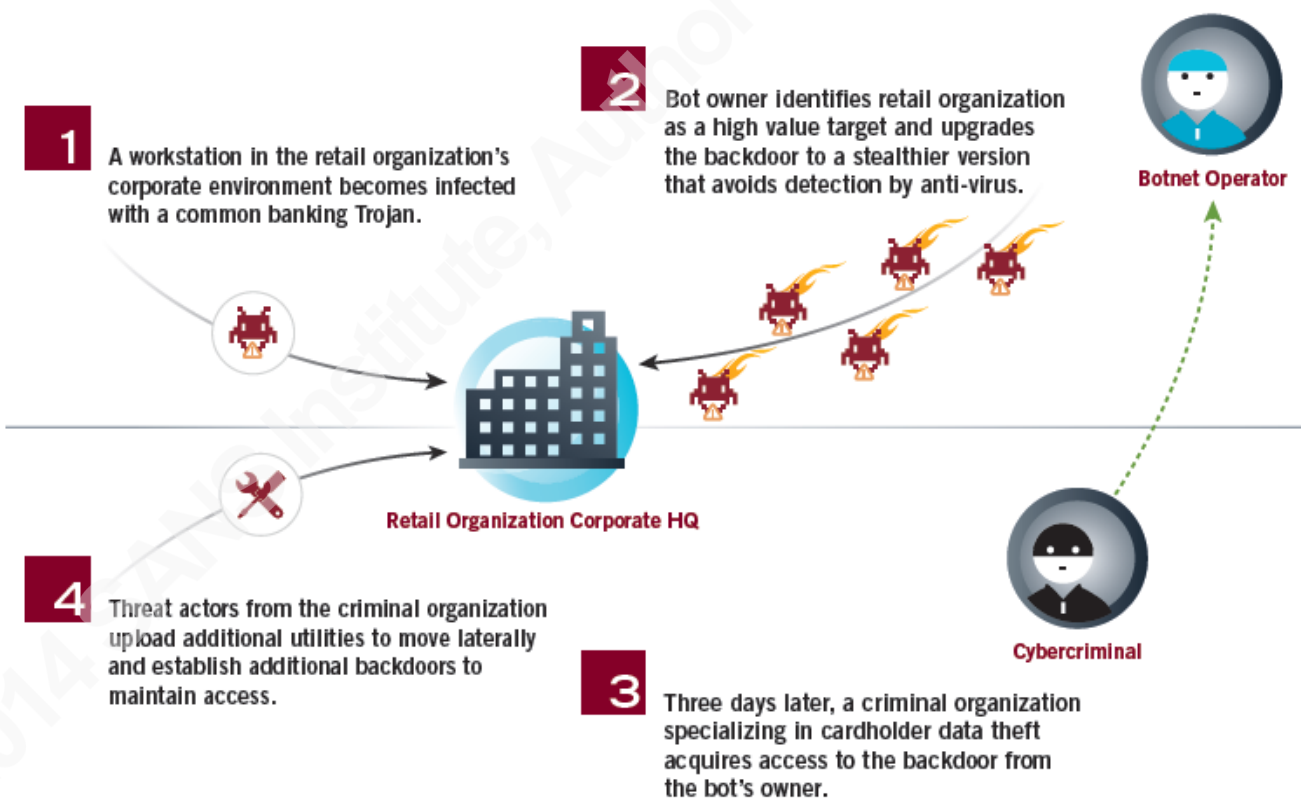 1
A workstation in the retail organization's
corporate environment becomes infected
with a common banking Trojan.
2
Bot owner identifies retail organization
as a high value target and upgrades
the backdoor to a stealthier version
that avoids detection by anti-virus.
Botnet Operator
Retail Organization Corporate HQ
Cybercriminal
3
Three days later, a criminal organization
specializing in cardholder data theft
acquires access to the backdoor from
the bot's owner.
4
Threat actors from the criminal organization
upload additional utilities to move laterally
and establish additional backdoors to
maintain access.
014 SANS Institute, Author